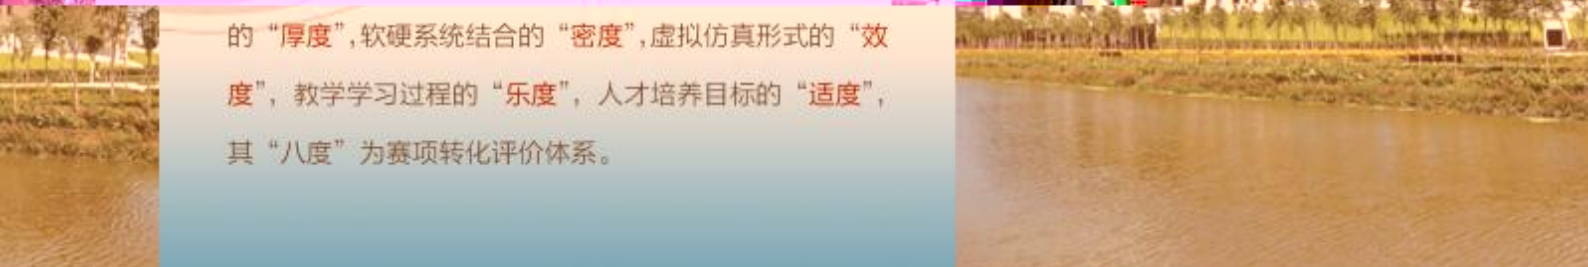 的“厚度”,软硬系统结合的“密度”,虚拟仿真形式的“效
度”，教学学习过程的“乐度”，人才培养目标的“适度”，
其“八度”为赛项转化评价体系。